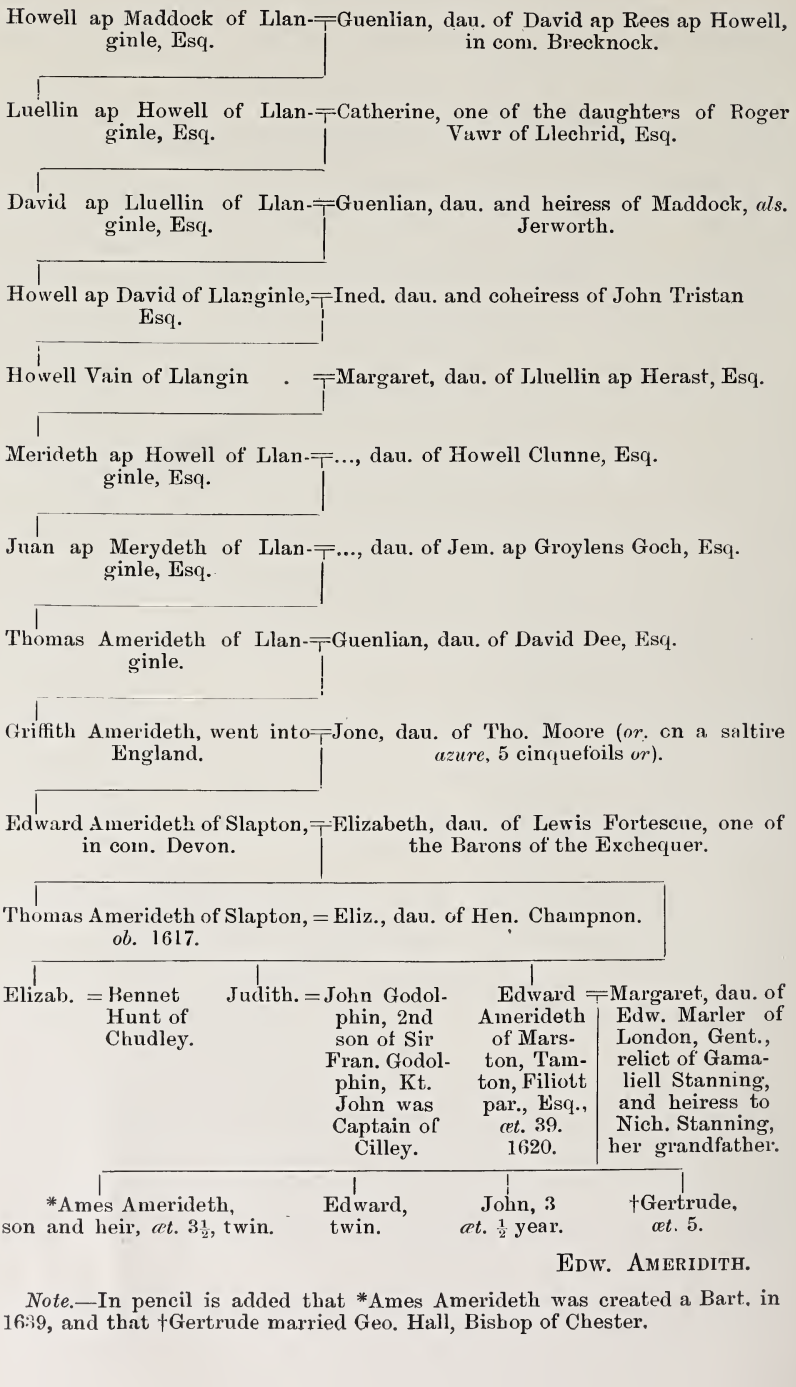 Howell ap Maddock of Llan-=Guenlian, dau. of David ap Rees ap Howell,
ginle, Esq. in com. Brecknock.
Luellin ap Howell of Llan-=Catherine, one of the daughters of Roger
ginle, Esq. Vawr of Llechrid, Esq.
David ap Lluellin of Llan-=Guenlian, dau. and heiress of Maddock, als.
ginle, Esq. Jerworth.
Howell ap David of Llanginle,=Ined. dau. and coheiress of John Tristan
Esq.
Howell Vain of Llangin . =Margaret, dau. of Lluellin ap Herast, Esq.
Merideth ap Howell of Llan-=..., dau. of Howell Clunne, Esq.
ginle, Esq.
Juan ap Merydeth of Llan-=..., dau. of Jem. ap Groylens Goch, Esq.
ginle, Esq.
Thomas Amerideth of Llan-=Guenlian, dau. of David Dee, Esq.
ginle.
Griffith Amerideth, went into=Jone, dau. of Tho. Moore (or. on a saltire
England. azure, 5 cinquefoils or).
Edward Amerideth of Slapton,=Elizabeth, dau. of Lewis Fortescue, one of
in com. Devon. the Barons of the Exchequer.
Thomas Amerideth of Slapton, = Eliz., dau. of Hen. Champnon.
ob. 1617.
Elizab. = Bennet
Hunt of
Chudley.
Judith. = John Godol-
phin, 2nd
son of Sir
Fran. Godol-
phin, Kt.
John was
Captain of
Cilley.
Edward =
Amerideth
of Mars-
ton, Tam-
ton, Filiott
par., Esq.,
æt. 39.
1620.
Margaret, dau. of
Edw. Marler of
London, Gent.,
relict of Gama-
liell Stanning,
and heiress to
Nich. Stanning,
her grandfather.
*Ames Amerideth,
son and heir, æt. 3½, twin.
Edward,
twin.
John, 3
æt. ½ year.
†Gertrude,
æt. 5.
EDW. AMERIDITH.
Note.—In pencil is added that *Ames Amerideth was created a Bart. in
1639, and that †Gertrude married Geo. Hall, Bishop of Chester.